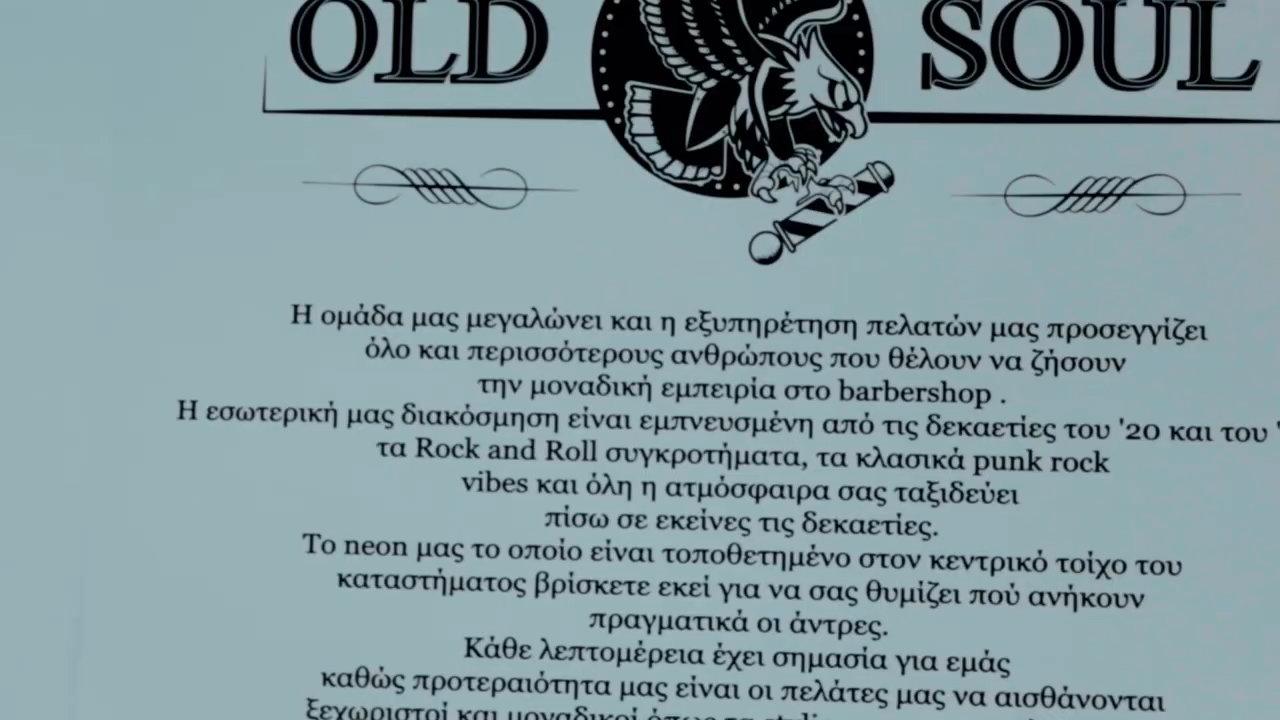 OLD SOUL
Η ομάδα μας μεγαλώνει και η εξυπηρέτηση πελατών μας προσεγγίζει
όλο και περισσότερους ανθρώπους που θέλουν να ζήσουν
την μοναδική εμπειρία στο barbershop .
Η εσωτερική μας διακόσμηση είναι εμπνευσμένη από τις δεκαετίες του '20 και του
τα Rock and Roll συγκροτήματα, τα κλασικά punk rock
vibes και όλη η ατμόσφαιρα σας ταξιδεύει
πίσω σε εκείνες τις δεκαετίες.
Το neon μας το οποίο είναι τοποθετημένο στον κεντρικό τοίχο του
καταστήματος βρίσκετε εκεί για να σας θυμίζει πού ανήκουν
πραγματικά οι άντρες.
Κάθε λεπτομέρεια έχει σημασία για εμάς
καθώς προτεραιότητα μας είναι οι πελάτες μας να αισθάνονται
ξεχωριστοί και μοναδικοί όπως